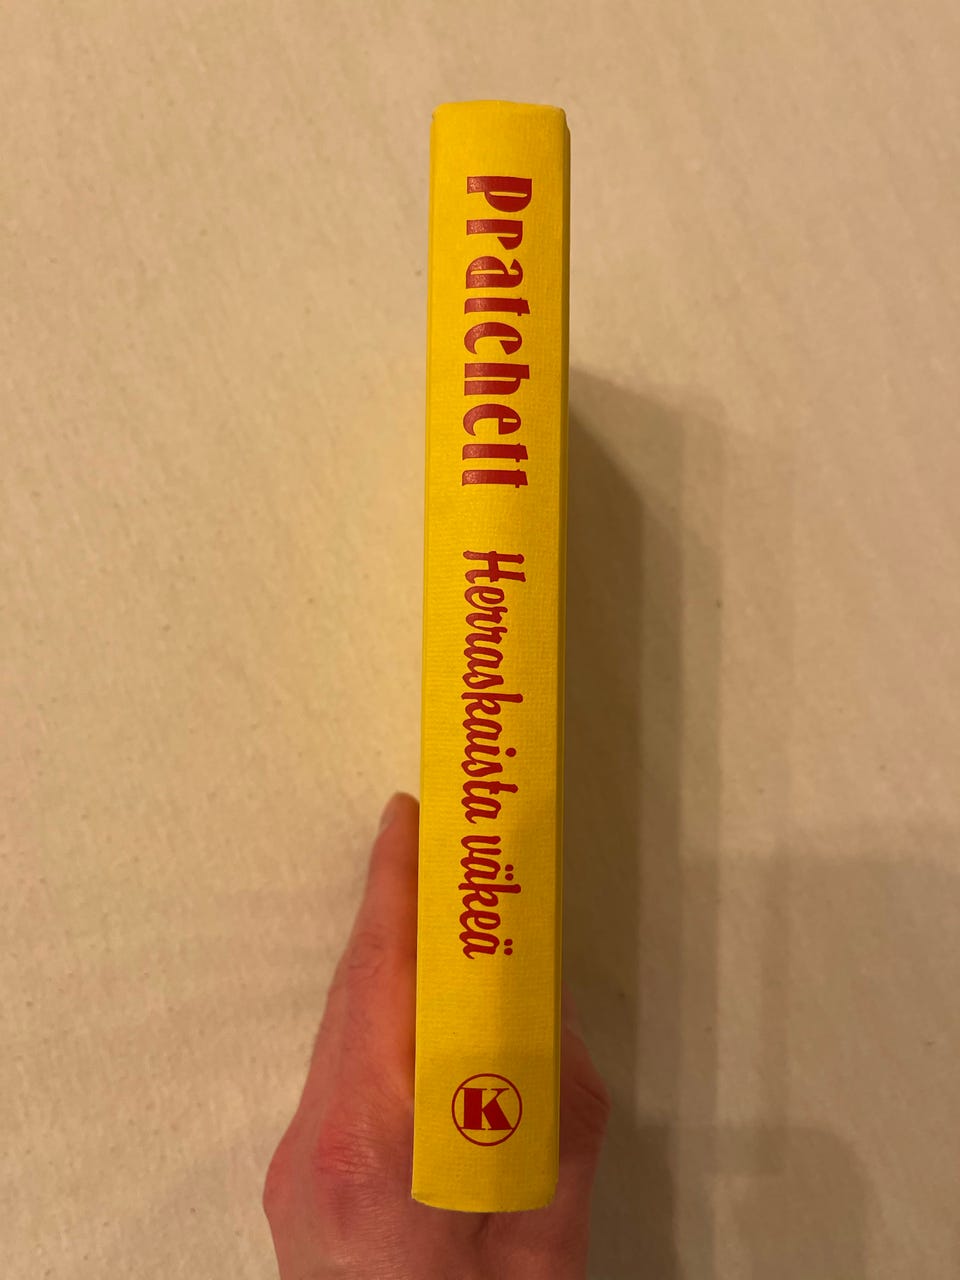 Pratchett
Herraskaista väkeä
K